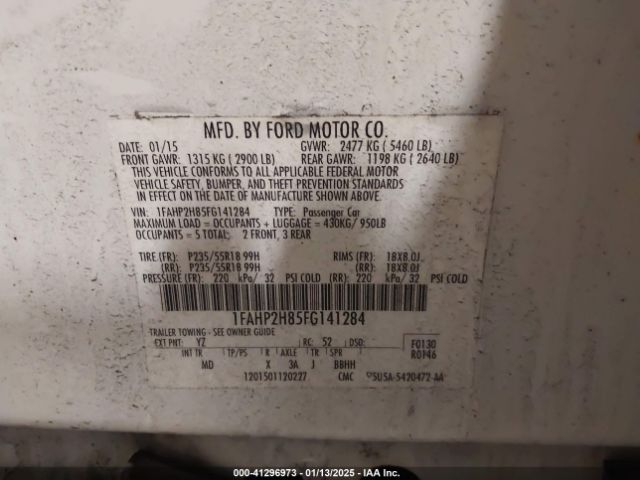 MFD. BY FORD MOTOR CO.
DATE: 01/15 GVWR: 2477 KG ( 5460 LB)
FRONT GAWR: 1315 KG ( 2900 LB) REAR GAWR: 1198 KG ( 2640 LB)
THIS VEHICLE CONFORMS TO ALL APPLICABLE FEDERAL MOTOR
VEHICLE SAFETY, BUMPER, AND THEFT PREVENTION STANDARDS
IN EFFECT ON THE DATE OF MANUFACTURE SHOWN ABOVE.
VIN: 1FAHP2H85FG141284 TYPE: Passenger Car
MAXIMUM LOAD = OCCUPANTS + LUGGAGE = 430KG/ 950LB
OCCUPANTS = 5 TOTAL: 2 FRONT, 3 REAR
TIRE (FR): P235/55R18 99H RIMS (FR): 18X8.0J
(RR): P235/55R18 99H (RR): 18X8.0J
PRESSURE (FR): 220 kPa/ 32 PSI COLD (RR): 220 kPa/ 32 PSI COLD
1FAHP2H85FG141284
TRAILER TOWING - SEE OWNER GUIDE
EXT PNT: YZ RC: 52 DSO: F0130
INT TR TP/PS R AXLE TR SPR R0146
MD X 3A J BBHH
1201501120227 CMC 5U5A-5420472-AA
000-41296973 — 01/13/2025 — IAA Inc.